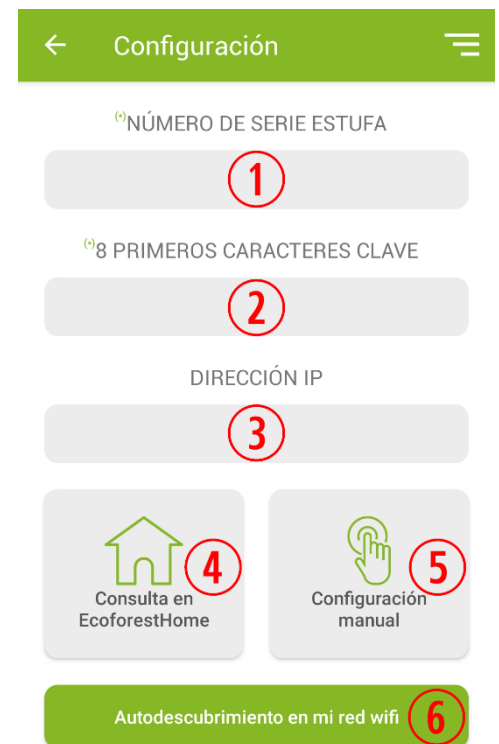 Configuración
(*)NÚMERO DE SERIE ESTUFA
1
(*)8 PRIMEROS CARACTERES CLAVE
2
DIRECCIÓN IP
3
4
Consulta en
EcoforestHome
5
Configuración
manual
Autodescubrimiento en mi red wifi 6